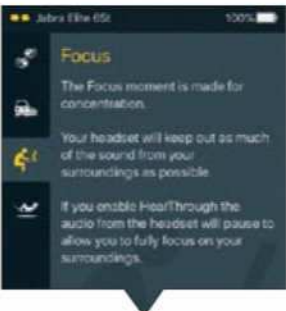 Jabra Elite 65t 100%
Focus
The Focus moment is made for
concentration.
Your headset will keep out as much
of the sound from your
surroundings as possible.
If you enable HearThrough the
audio from the headset will pause to
allow you to fully focus on your
surroundings.